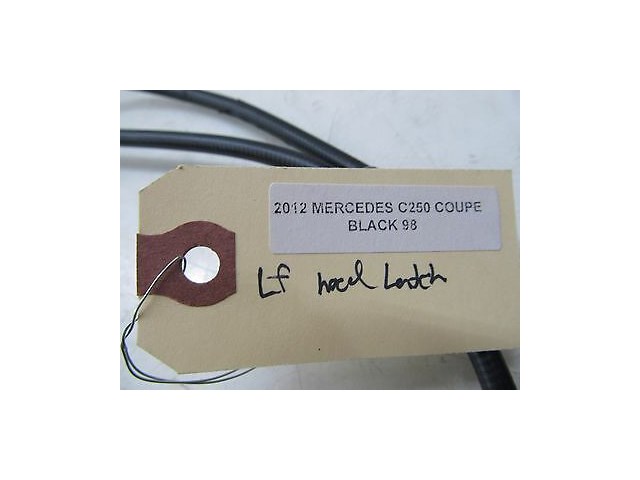 2012 MERCEDES C250 COUPE
BLACK 98
Lf hood Latch